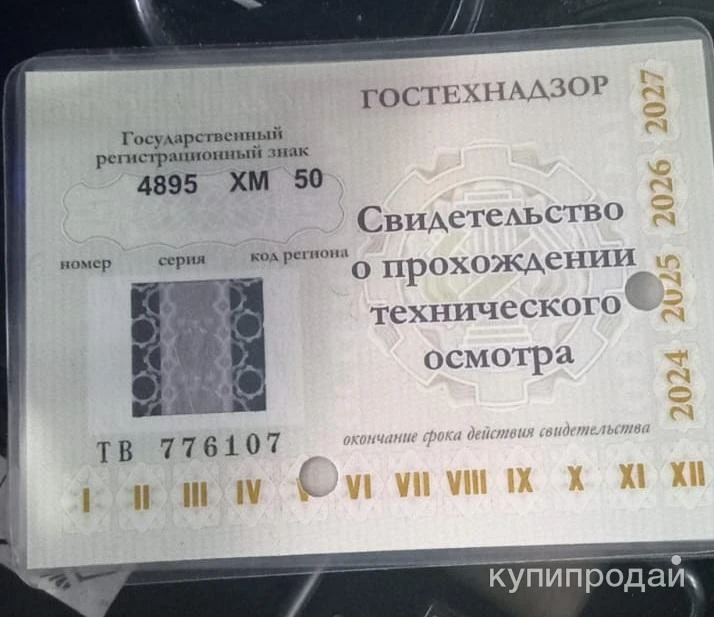 ГОСТЕХНАДЗОР
Государственный
регистрационный знак
4895 ХМ 50
номер серия код региона
Свидетельство
о прохождении
технического
осмотра
2027
2026
2025
2024
ТВ 776107
окончание срока действия свидетельства
I II III IV V VI VII VIII IX X XI XII
купипродай